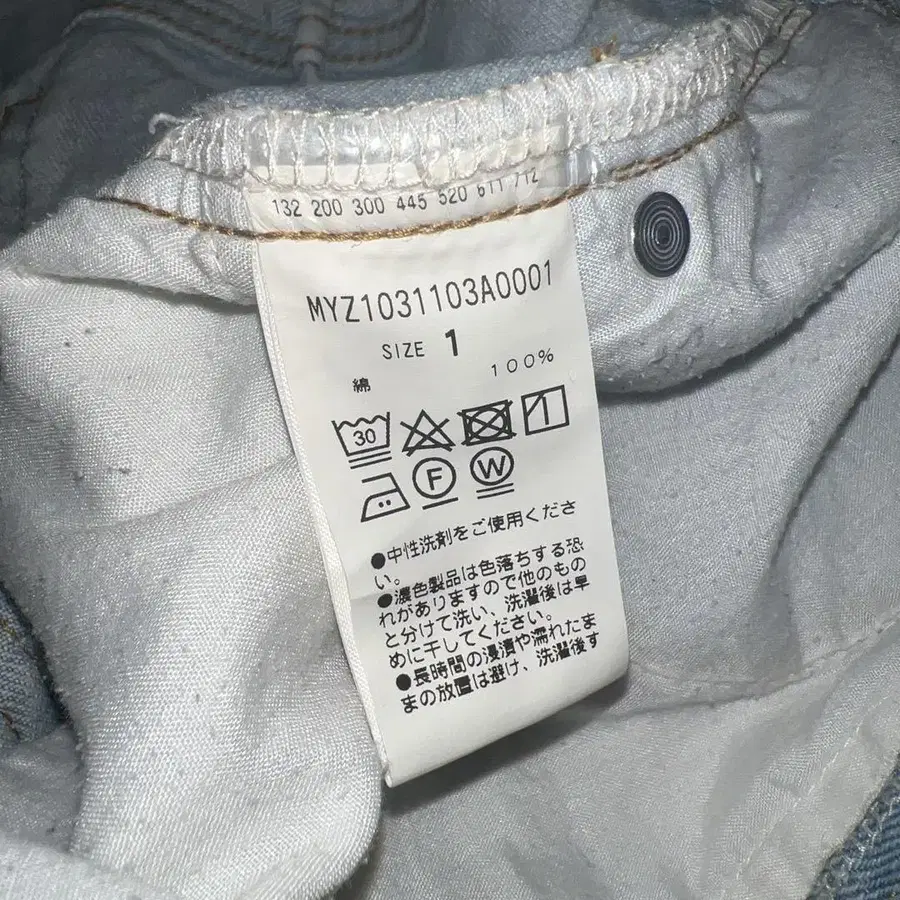 132 200 300 445 520 611 712
MYZ1031103A0001
SIZE 1
綿 100%
30
F W
●中性洗剤をご使用くださ
い。
●濃色製品は色落ちする恐
れがありますので他のもの
と分けて洗い、洗濯後は早
めに干してください。
●長時間の浸漬や濡れたま
まの放置は避け、洗濯後す